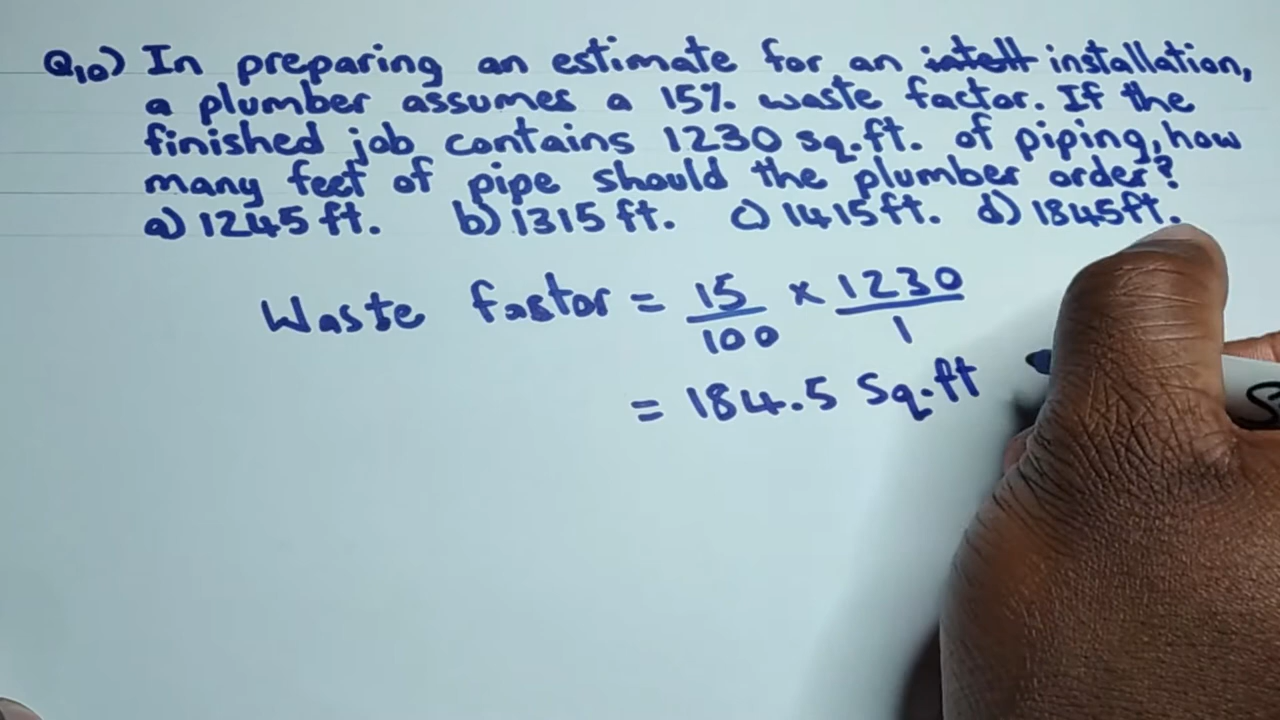 Q10) In preparing an estimate for an installation,
a plumber assumes a 15% waste factor. If the
finished job contains 1230 sq.ft. of piping, how
many feet of pipe should the plumber order?
a) 1245 ft. b) 1315 ft. c) 1415 ft. d) 1845 ft.
Waste factor = 15/100 x 1230/1
= 184.5 Sq.ft